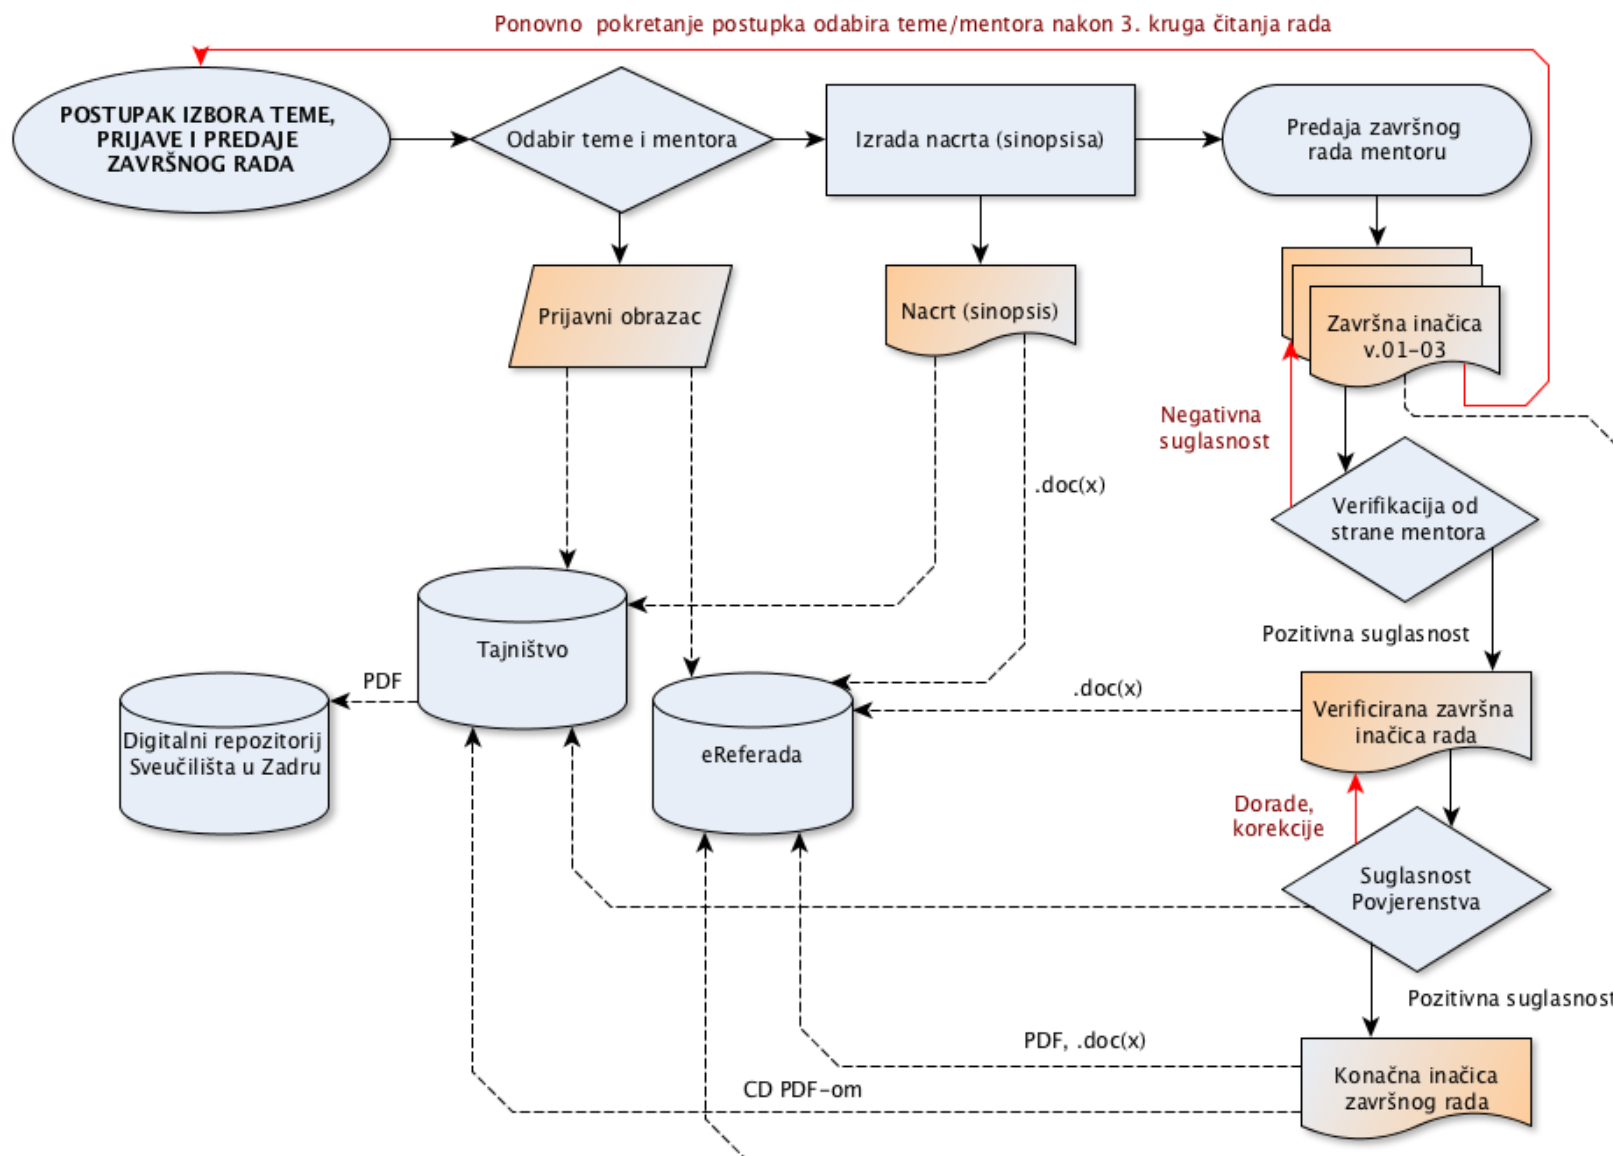 Ponovno  pokretanje postupka odabira teme/mentora nakon 3. kruga čitanja rada
POSTUPAK IZBORA TEME,
PRIJAVE I PREDAJE
ZAVRŠNOG RADA
Odabir teme i mentora
Izrada nacrta (sinopsisa)
Predaja završnog
rada mentoru
Prijavni obrazac
Nacrt (sinopsis)
Završna inačica
v.01-03
Negativna
suglasnost
.doc(x)
Verifikacija od
strane mentora
Pozitivna suglasnost
Tajništvo
PDF
.doc(x)
Verificirana završna
inačica rada
Digitalni repozitorij
Sveučilišta u Zadru
eReferada
Dorade,
korekcije
Suglasnost
Povjerenstva
Pozitivna suglasnost
PDF, .doc(x)
CD PDF-om
Konačna inačica
završnog rada